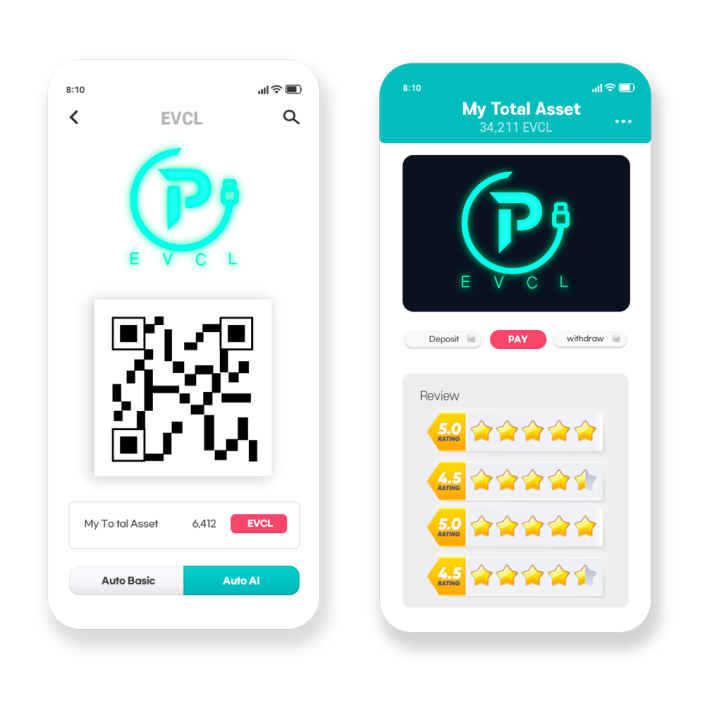 8:10
EVCL
P
E V C L
My To tal Asset 6,412 EVCL
Auto Basic Auto AI
8:10
My Total Asset
34,211 EVCL
P
E V C L
Deposit PAY withdraw
Review
5.0
RATING
4.5
RATING
5.0
RATING
4.5
RATING